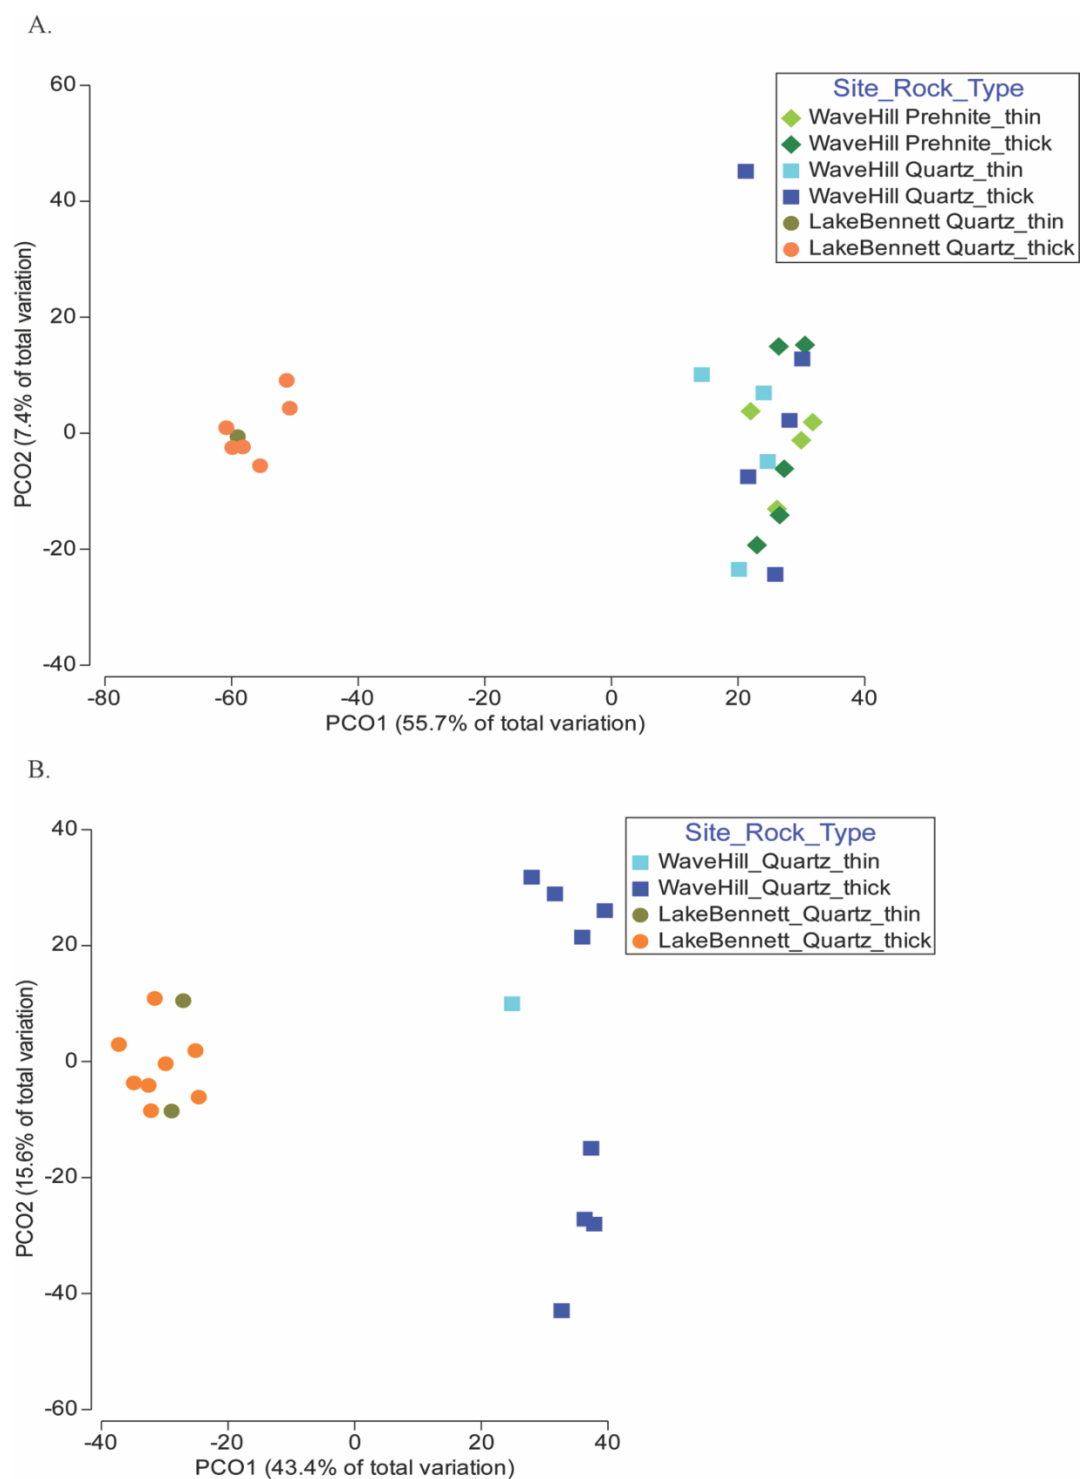 A.
60
40
20
0
-20
-40
PCO2 (7.4% of total variation)
-80 -60 -40 -20 0 20 40
PCO1 (55.7% of total variation)
Site_Rock_Type
WaveHill Prehnite_thin
WaveHill Prehnite_thick
WaveHill Quartz_thin
WaveHill Quartz_thick
LakeBennett Quartz_thin
LakeBennett Quartz_thick
B.
40
20
0
-20
-40
-60
PCO2 (15.6% of total variation)
-40 -20 0 20 40
PCO1 (43.4% of total variation)
Site_Rock_Type
WaveHill_Quartz_thin
WaveHill_Quartz_thick
LakeBennett_Quartz_thin
LakeBennett_Quartz_thick